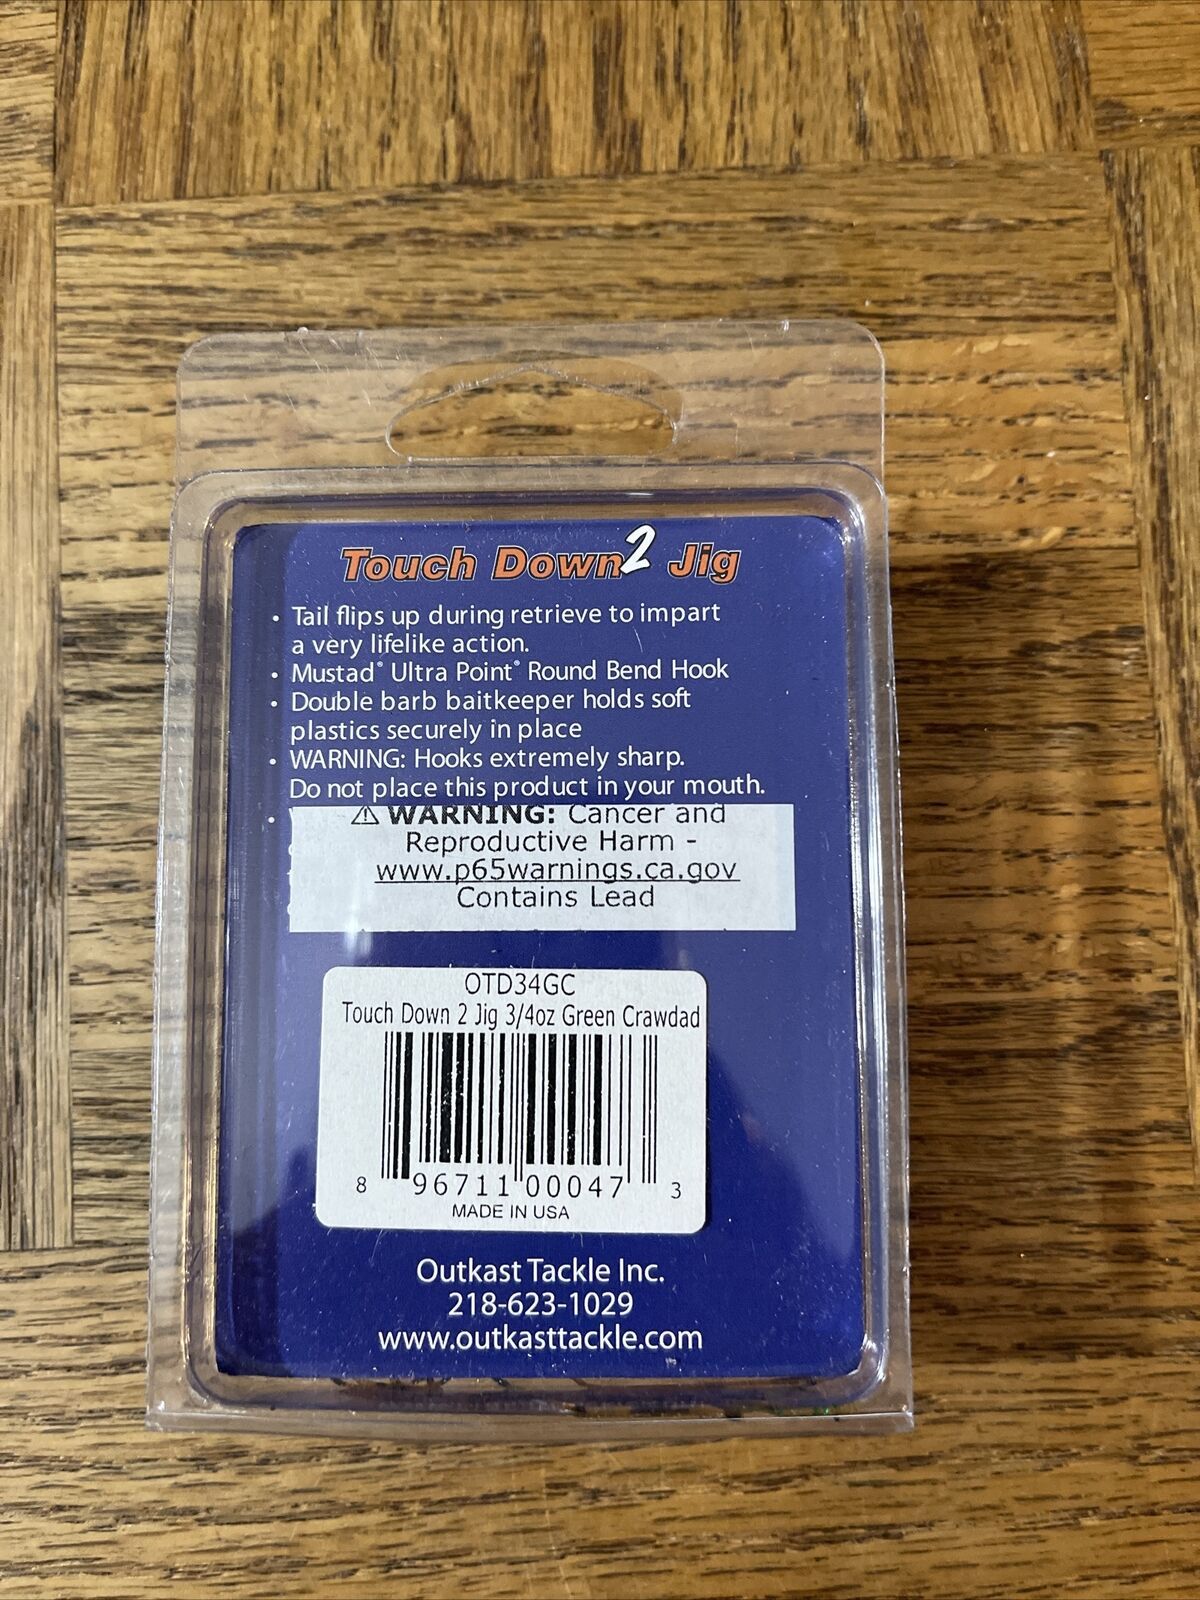 Touch Down2 Jig
• Tail flips up during retrieve to impart
a very lifelike action.
• Mustad® Ultra Point® Round Bend Hook
• Double barb baitkeeper holds soft
plastics securely in place
• WARNING: Hooks extremely sharp.
Do not place this product in your mouth.
•
⚠ WARNING: Cancer and
Reproductive Harm -
www.p65warnings.ca.gov
Contains Lead
OTD34GC
Touch Down 2 Jig 3/4oz Green Crawdad
8 96711 00047 3
MADE IN USA
Outkast Tackle Inc.
218-623-1029
www.outkasttackle.com